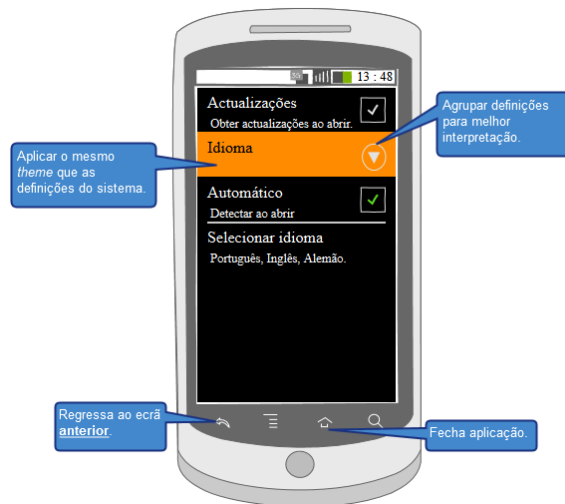 3G 13 : 48
Actualizações
Obter actualizações ao abrir.
Idioma
Automático
Detectar ao abrir
Selecionar idioma
Português, Inglês, Alemão.
Agrupar definições
para melhor
interpretação.
Aplicar o mesmo
theme que as
definições do sistema.
Regressa ao ecrã
anterior.
Fecha aplicação.